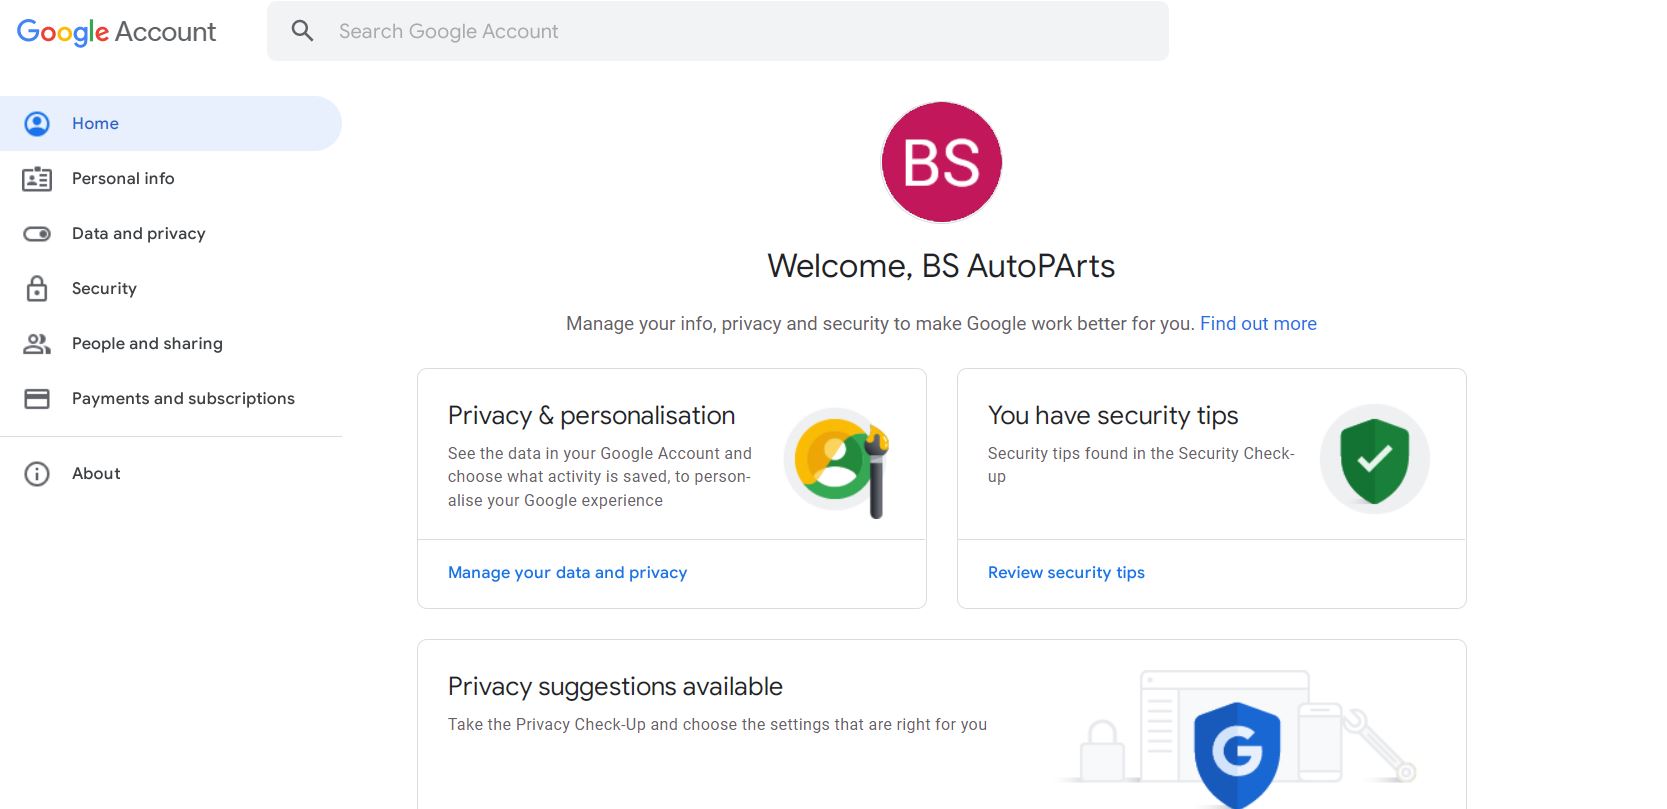 Google Account
Search Google Account
Home
Personal info
Data and privacy
Security
People and sharing
Payments and subscriptions
About
BS
Welcome, BS AutoPArts
Manage your info, privacy and security to make Google work better for you. Find out more
Privacy & personalisation
See the data in your Google Account and
choose what activity is saved, to person-
alise your Google experience
Manage your data and privacy
You have security tips
Security tips found in the Security Check-
up
Review security tips
Privacy suggestions available
Take the Privacy Check-Up and choose the settings that are right for you
G